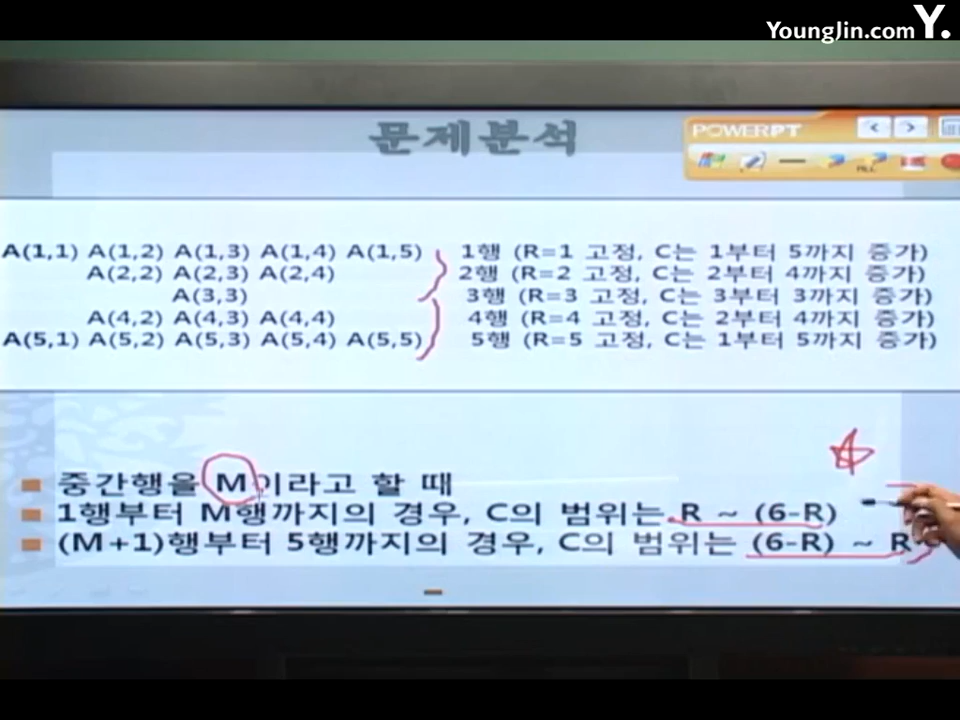 YoungJin.com Y.
문제분석
POWERPT
A(1,1) A(1,2) A(1,3) A(1,4) A(1,5) 1행 (R=1 고정, C는 1부터 5까지 증가)
A(2,2) A(2,3) A(2,4) 2행 (R=2 고정, C는 2부터 4까지 증가)
A(3,3) 3행 (R=3 고정, C는 3부터 3까지 증가)
A(4,2) A(4,3) A(4,4) 4행 (R=4 고정, C는 2부터 4까지 증가)
A(5,1) A(5,2) A(5,3) A(5,4) A(5,5) 5행 (R=5 고정, C는 1부터 5까지 증가)
중간행을 M이라고 할 때
1행부터 M행까지의 경우, C의 범위는 R ~ (6-R)
(M+1)행부터 5행까지의 경우, C의 범위는 (6-R) ~ R